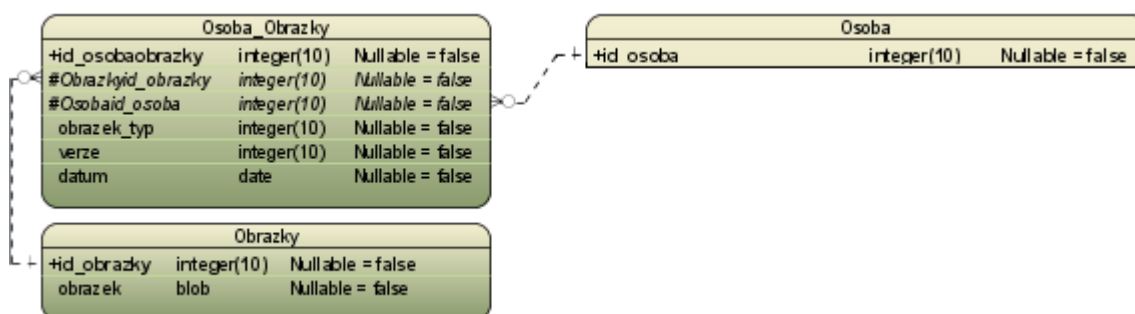 Osoba_Obrazky
+id_osobaobrazky integer(10) Nullable = false
#Obrazkyid_obrazky integer(10) Nullable = false
#Osobaid_osoba integer(10) Nullable = false
obrazek_typ integer(10) Nullable = false
verze integer(10) Nullable = false
datum date Nullable = false
Osoba
+id_osoba integer(10) Nullable = false
Obrazky
+id_obrazky integer(10) Nullable = false
obrazek blob Nullable = false